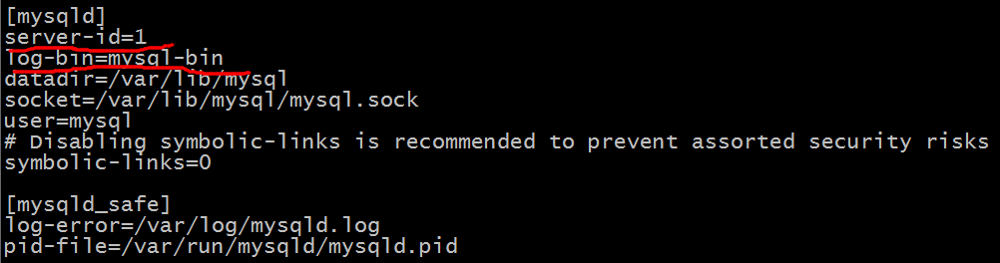 [mysqld]
server-id=1
log-bin=mysql-bin
datadir=/var/lib/mysql
socket=/var/lib/mysql/mysql.sock
user=mysql
# Disabling symbolic-links is recommended to prevent assorted security risks
symbolic-links=0
[mysqld_safe]
log-error=/var/log/mysqld.log
pid-file=/var/run/mysqld/mysqld.pid